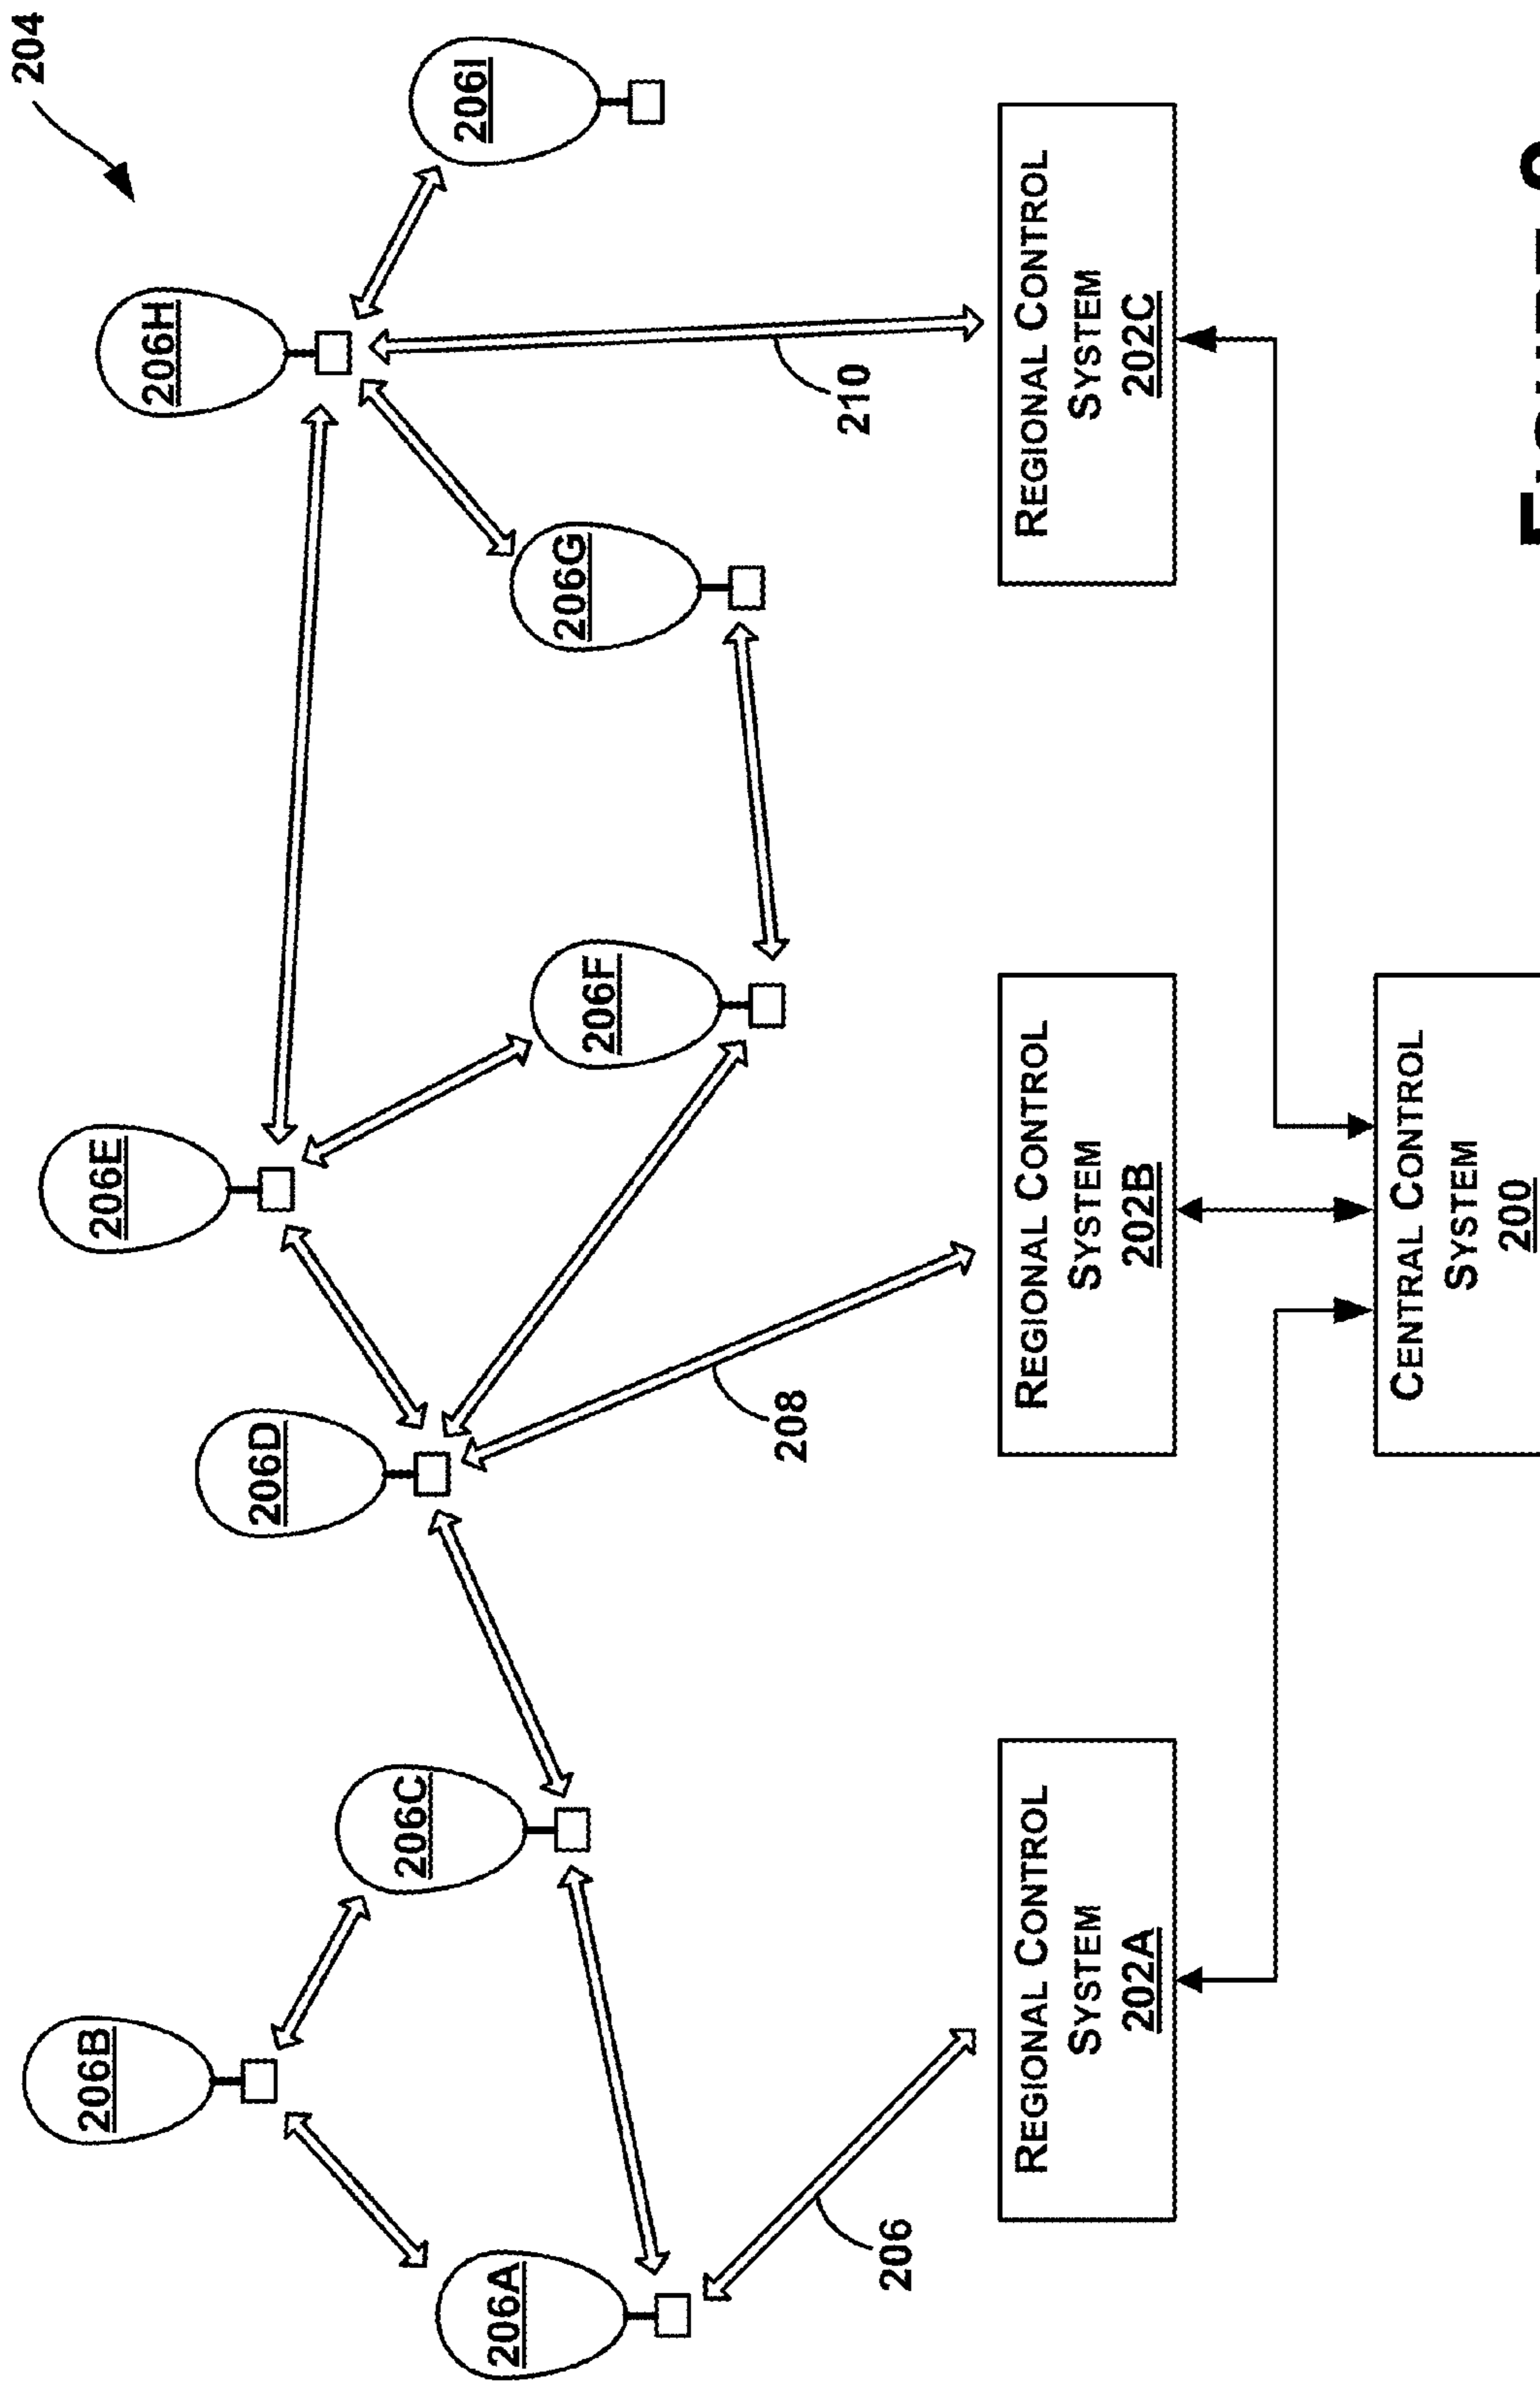 204
206B
206E
206H
206D
206C
206I
206A
206F
206G
206
208
210
REGIONAL CONTROL
SYSTEM
202A
REGIONAL CONTROL
SYSTEM
202B
REGIONAL CONTROL
SYSTEM
202C
CENTRAL CONTROL
SYSTEM
200